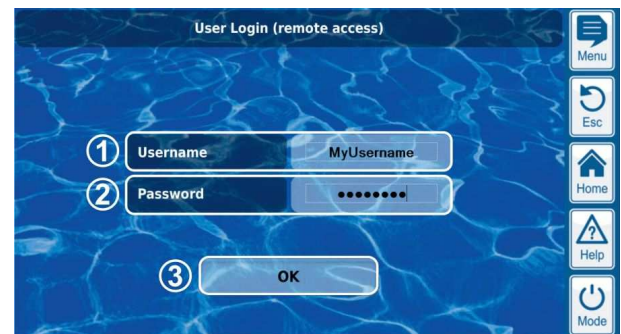 User Login (remote access)
Menu
Esc
1 Username MyUsername
2 Password ••••••••
Home
Help
3 OK
Mode